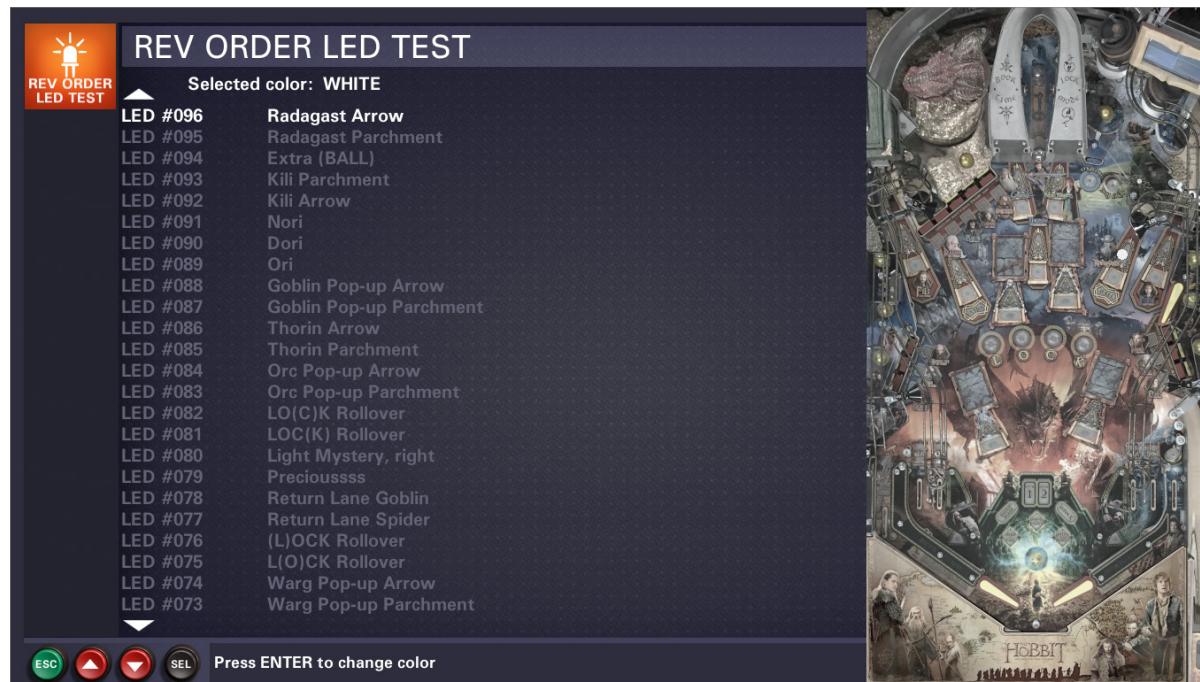 REV ORDER LED TEST
REV ORDER
LED TEST
Selected color: WHITE
LED #096 Radagast Arrow
LED #095 Radagast Parchment
LED #094 Extra (BALL)
LED #093 Kili Parchment
LED #092 Kili Arrow
LED #091 Nori
LED #090 Dori
LED #089 Ori
LED #088 Goblin Pop-up Arrow
LED #087 Goblin Pop-up Parchment
LED #086 Thorin Arrow
LED #085 Thorin Parchment
LED #084 Orc Pop-up Arrow
LED #083 Orc Pop-up Parchment
LED #082 LO(C)K Rollover
LED #081 LOC(K) Rollover
LED #080 Light Mystery, right
LED #079 Precioussss
LED #078 Return Lane Goblin
LED #077 Return Lane Spider
LED #076 (L)OCK Rollover
LED #075 L(O)CK Rollover
LED #074 Warg Pop-up Arrow
LED #073 Warg Pop-up Parchment
ESC
SEL
Press ENTER to change color
BOOK
LOCK
TIME
MODE
HOBBIT